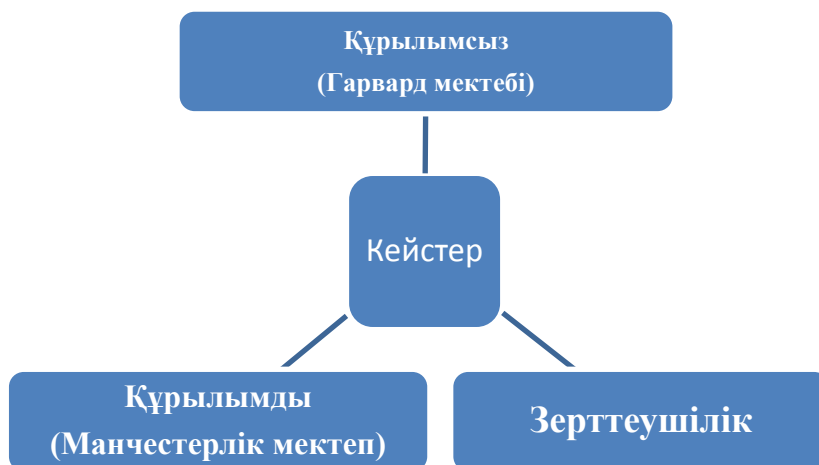 Құрылымсыз
(Гарвард мектебі)
Кейстер
Құрылымды
(Манчестерлік мектеп)
Зерттеушілік